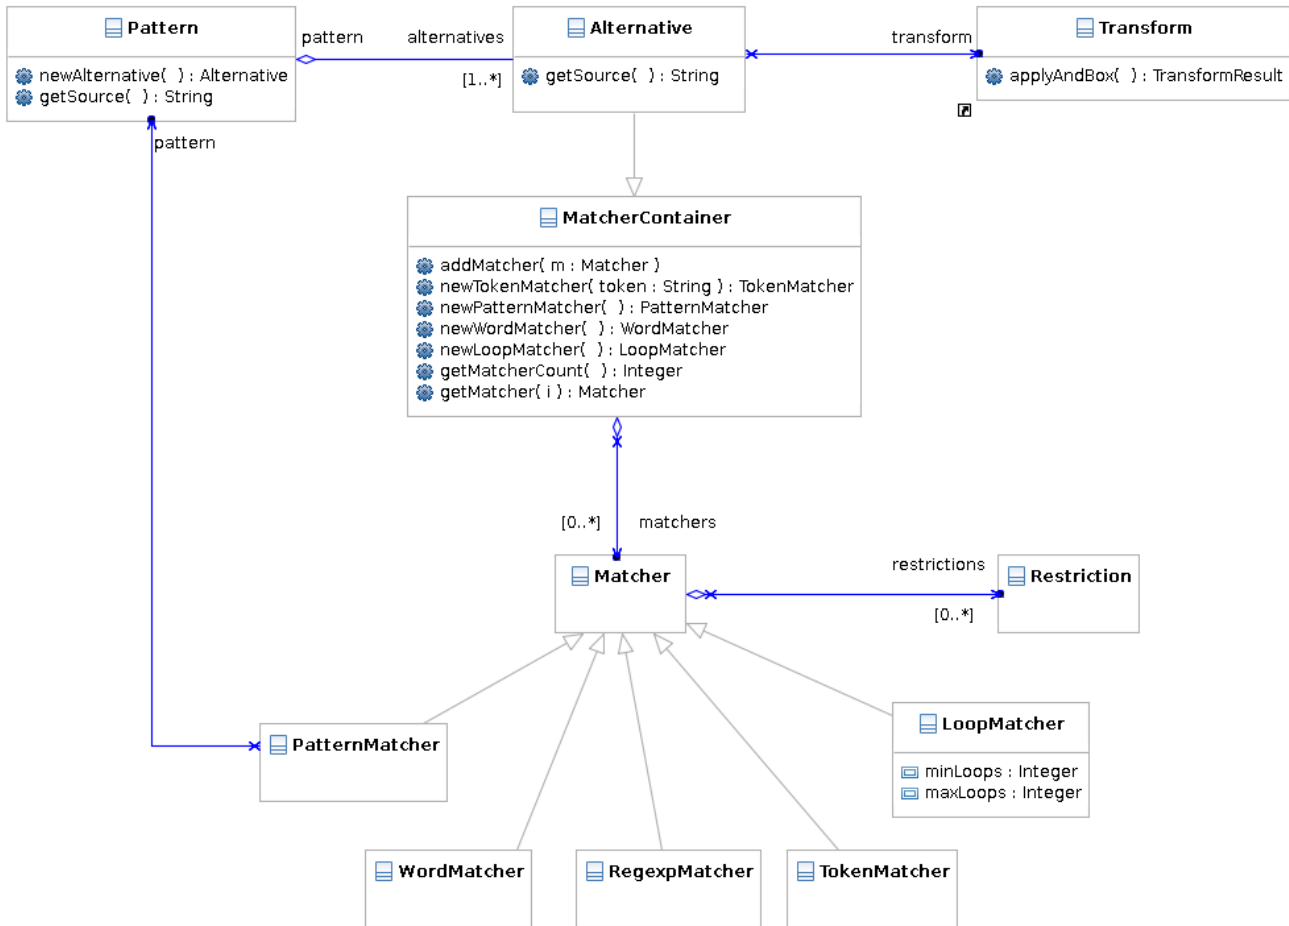 Pattern
newAlternative( ) : Alternative
getSource( ) : String
pattern
alternatives
[1..*]
Alternative
getSource( ) : String
transform
Transform
applyAndBox( ) : TransformResult
pattern
MatcherContainer
addMatcher( m : Matcher )
newTokenMatcher( token : String ) : TokenMatcher
newPatternMatcher( ) : PatternMatcher
newWordMatcher( ) : WordMatcher
newLoopMatcher( ) : LoopMatcher
getMatcherCount( ) : Integer
getMatcher( i ) : Matcher
[0..*]
matchers
Matcher
restrictions
[0..*]
Restriction
PatternMatcher
LoopMatcher
minLoops : Integer
maxLoops : Integer
WordMatcher
RegexpMatcher
TokenMatcher